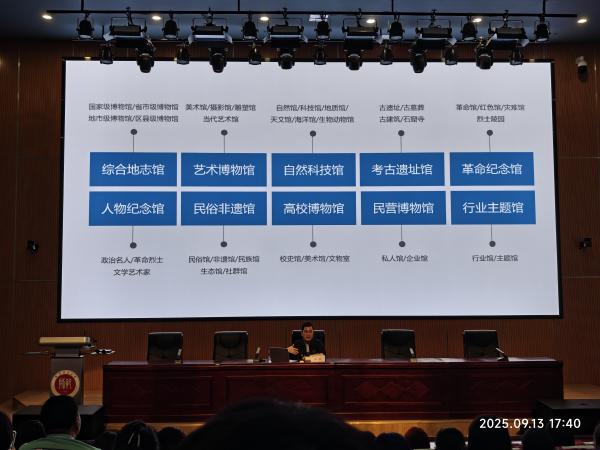 国家级博物馆/省市级博物馆
地市级博物馆/区县级博物馆
美术馆/摄影馆/雕塑馆
当代艺术馆
自然馆/科技馆/地质馆/
天文馆/海洋馆/生物动物馆
古遗址/古墓葬
古建筑/石窟寺
革命馆/红色馆/灾难馆
烈士陵园
综合地志馆
艺术博物馆
自然科技馆
考古遗址馆
革命纪念馆
人物纪念馆
民俗非遗馆
高校博物馆
民营博物馆
行业主题馆
政治名人/革命烈士
文学艺术家
民俗馆/非遗馆/民族馆
生态馆/社群馆
校史馆/美术馆/文物室
私人馆/企业馆
行业馆/主题馆
2025.09.13 17:40